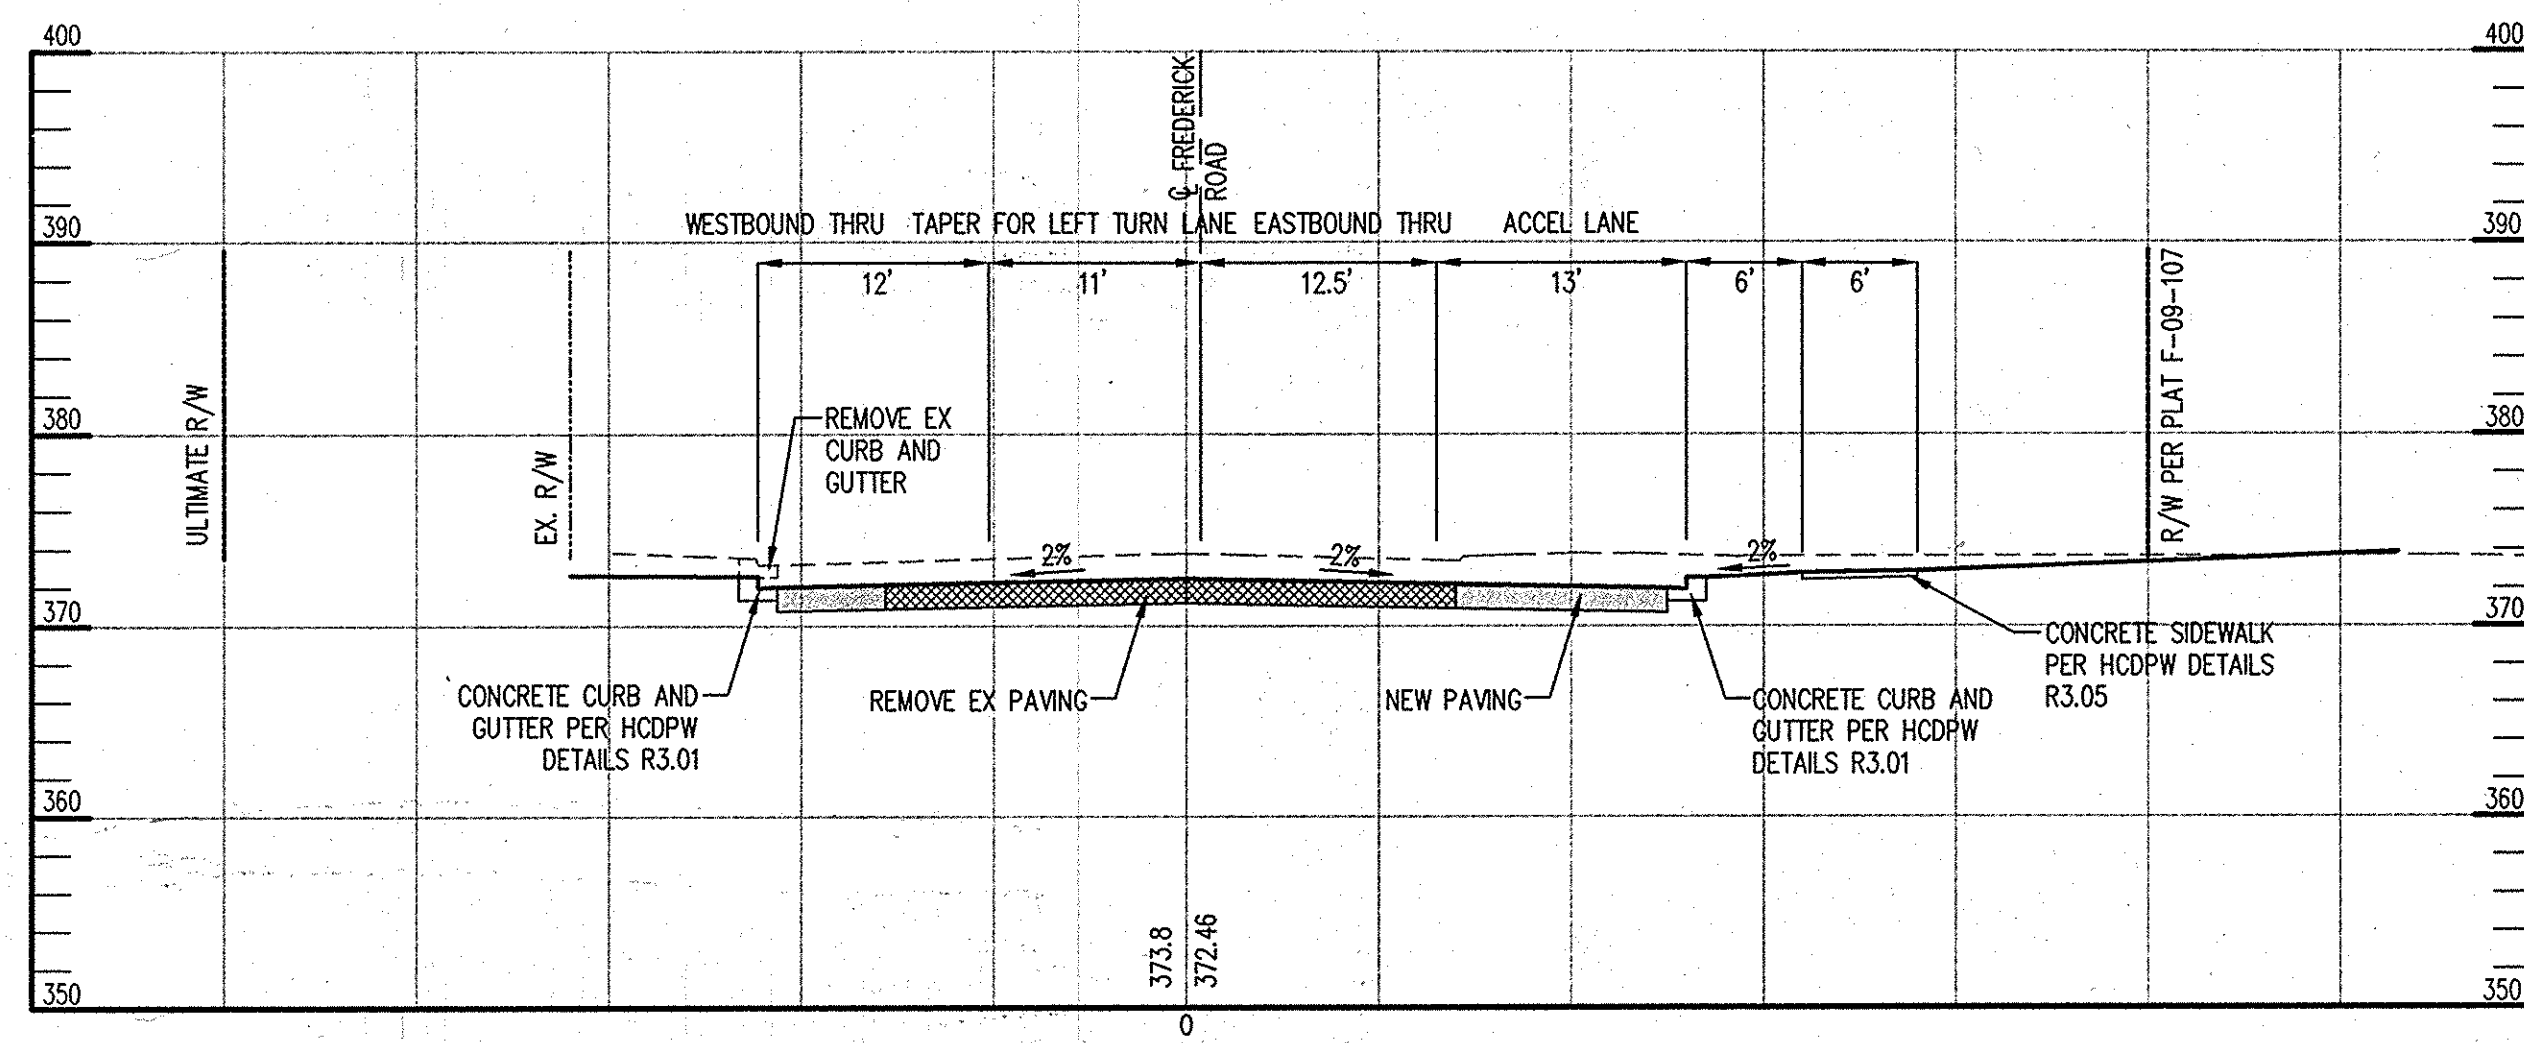 400
400
℄ FREDERICK
ROAD
390
WESTBOUND THRU TAPER FOR LEFT TURN LANE EASTBOUND THRU ACCEL LANE
390
12'
11'
12.5'
13'
6'
6'
ULTIMATE R/W
EX. R/W
R/W PER PLAT F-09-107
380
REMOVE EX
CURB AND
GUTTER
380
2%
2%
2%
370
370
CONCRETE CURB AND
GUTTER PER HCDPW
DETAILS R3.01
REMOVE EX PAVING
NEW PAVING
CONCRETE CURB AND
GUTTER PER HCDPW
DETAILS R3.01
CONCRETE SIDEWALK
PER HCDPW DETAILS
R3.05
360
360
373.8
372.46
350
350
0